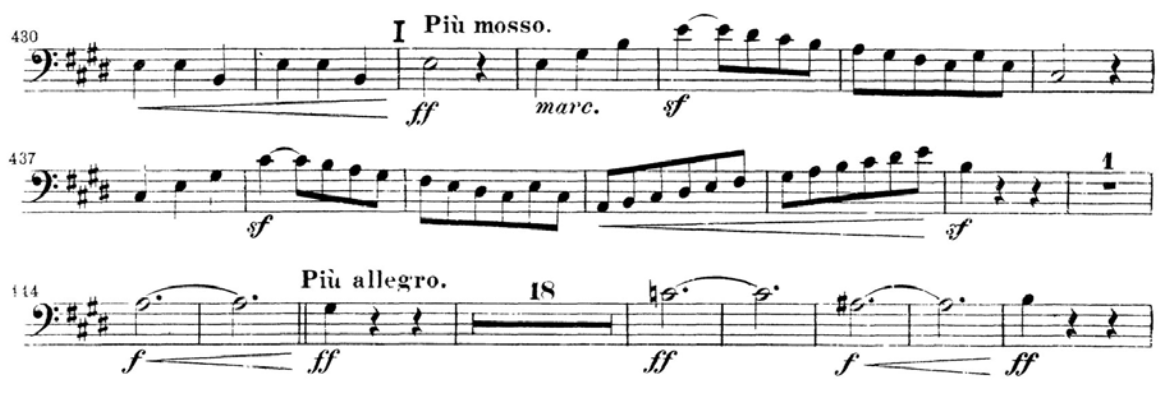 430 I Più mosso.
ff marc. sf
437 1
sf sf
Più allegro.
444 18
f ff ff f ff